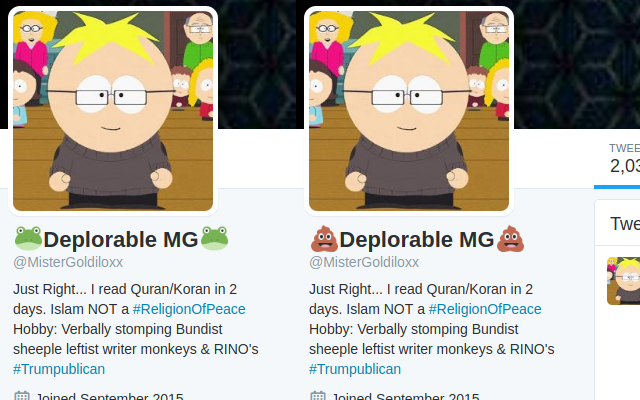 🐸Deplorable MG🐸
@MisterGoldiloxx
Just Right... I read Quran/Koran in 2
days. Islam NOT a #ReligionOfPeace
Hobby: Verbally stomping Bundist
sheeple leftist writer monkeys & RINO's
#Trumpublican
Joined September 2015
💩Deplorable MG💩
@MisterGoldiloxx
Just Right... I read Quran/Koran in 2
days. Islam NOT a #ReligionOfPeace
Hobby: Verbally stomping Bundist
sheeple leftist writer monkeys & RINO's
#Trumpublican
Joined September 2015
TWEE
2,03
Twe